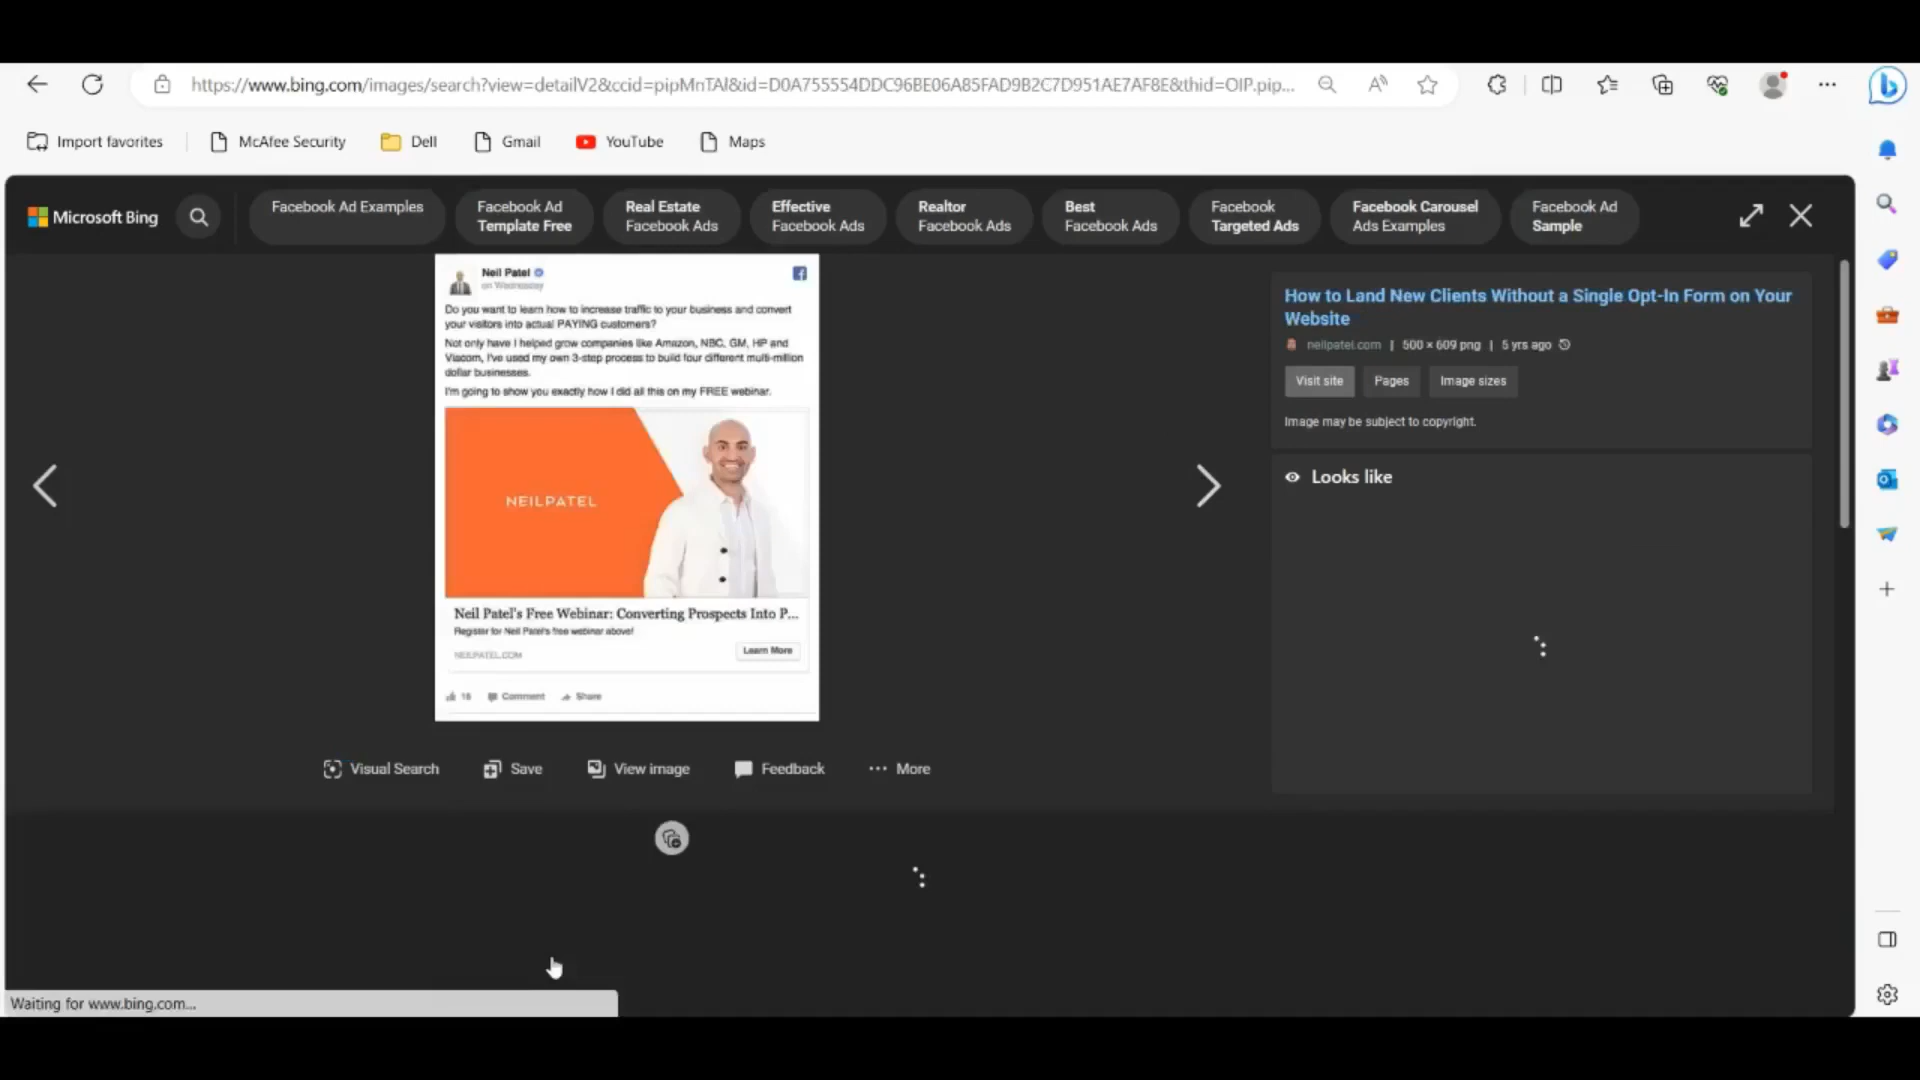 https://www.bing.com/images/search?view=detailV2&ccid=pipMnTAl&id=D0A755554DDC96BE06A85FAD9B2C7D951AE7AF8E&thid=OIP.pip...
Import favorites
McAfee Security
Dell
Gmail
YouTube
Maps
Microsoft Bing
Facebook Ad Examples
Facebook Ad
Template Free
Real Estate
Facebook Ads
Effective
Facebook Ads
Realtor
Facebook Ads
Best
Facebook Ads
Facebook
Targeted Ads
Facebook Carousel
Ads Examples
Facebook Ad
Sample
Neil Patel
on Wednesday
Do you want to learn how to increase traffic to your business and convert
your visitors into actual PAYING customers?
Not only have I helped grow companies like Amazon, NBC, GM, HP and
Viacom, I've used my own 3-step process to build four different multi-million
dollar businesses.
I'm going to show you exactly how I did all this on my FREE webinar.
NEILPATEL
Neil Patel's Free Webinar: Converting Prospects Into P...
Register for Neil Patel's free webinar above!
NEILPATEL.COM
Learn More
18 Comment Share
Visual Search
Save
View image
Feedback
More
How to Land New Clients Without a Single Opt-In Form on Your
Website
neilpatel.com | 500 × 609 png | 5 yrs ago
Visit site
Pages
Image sizes
Image may be subject to copyright.
Looks like
Waiting for www.bing.com...